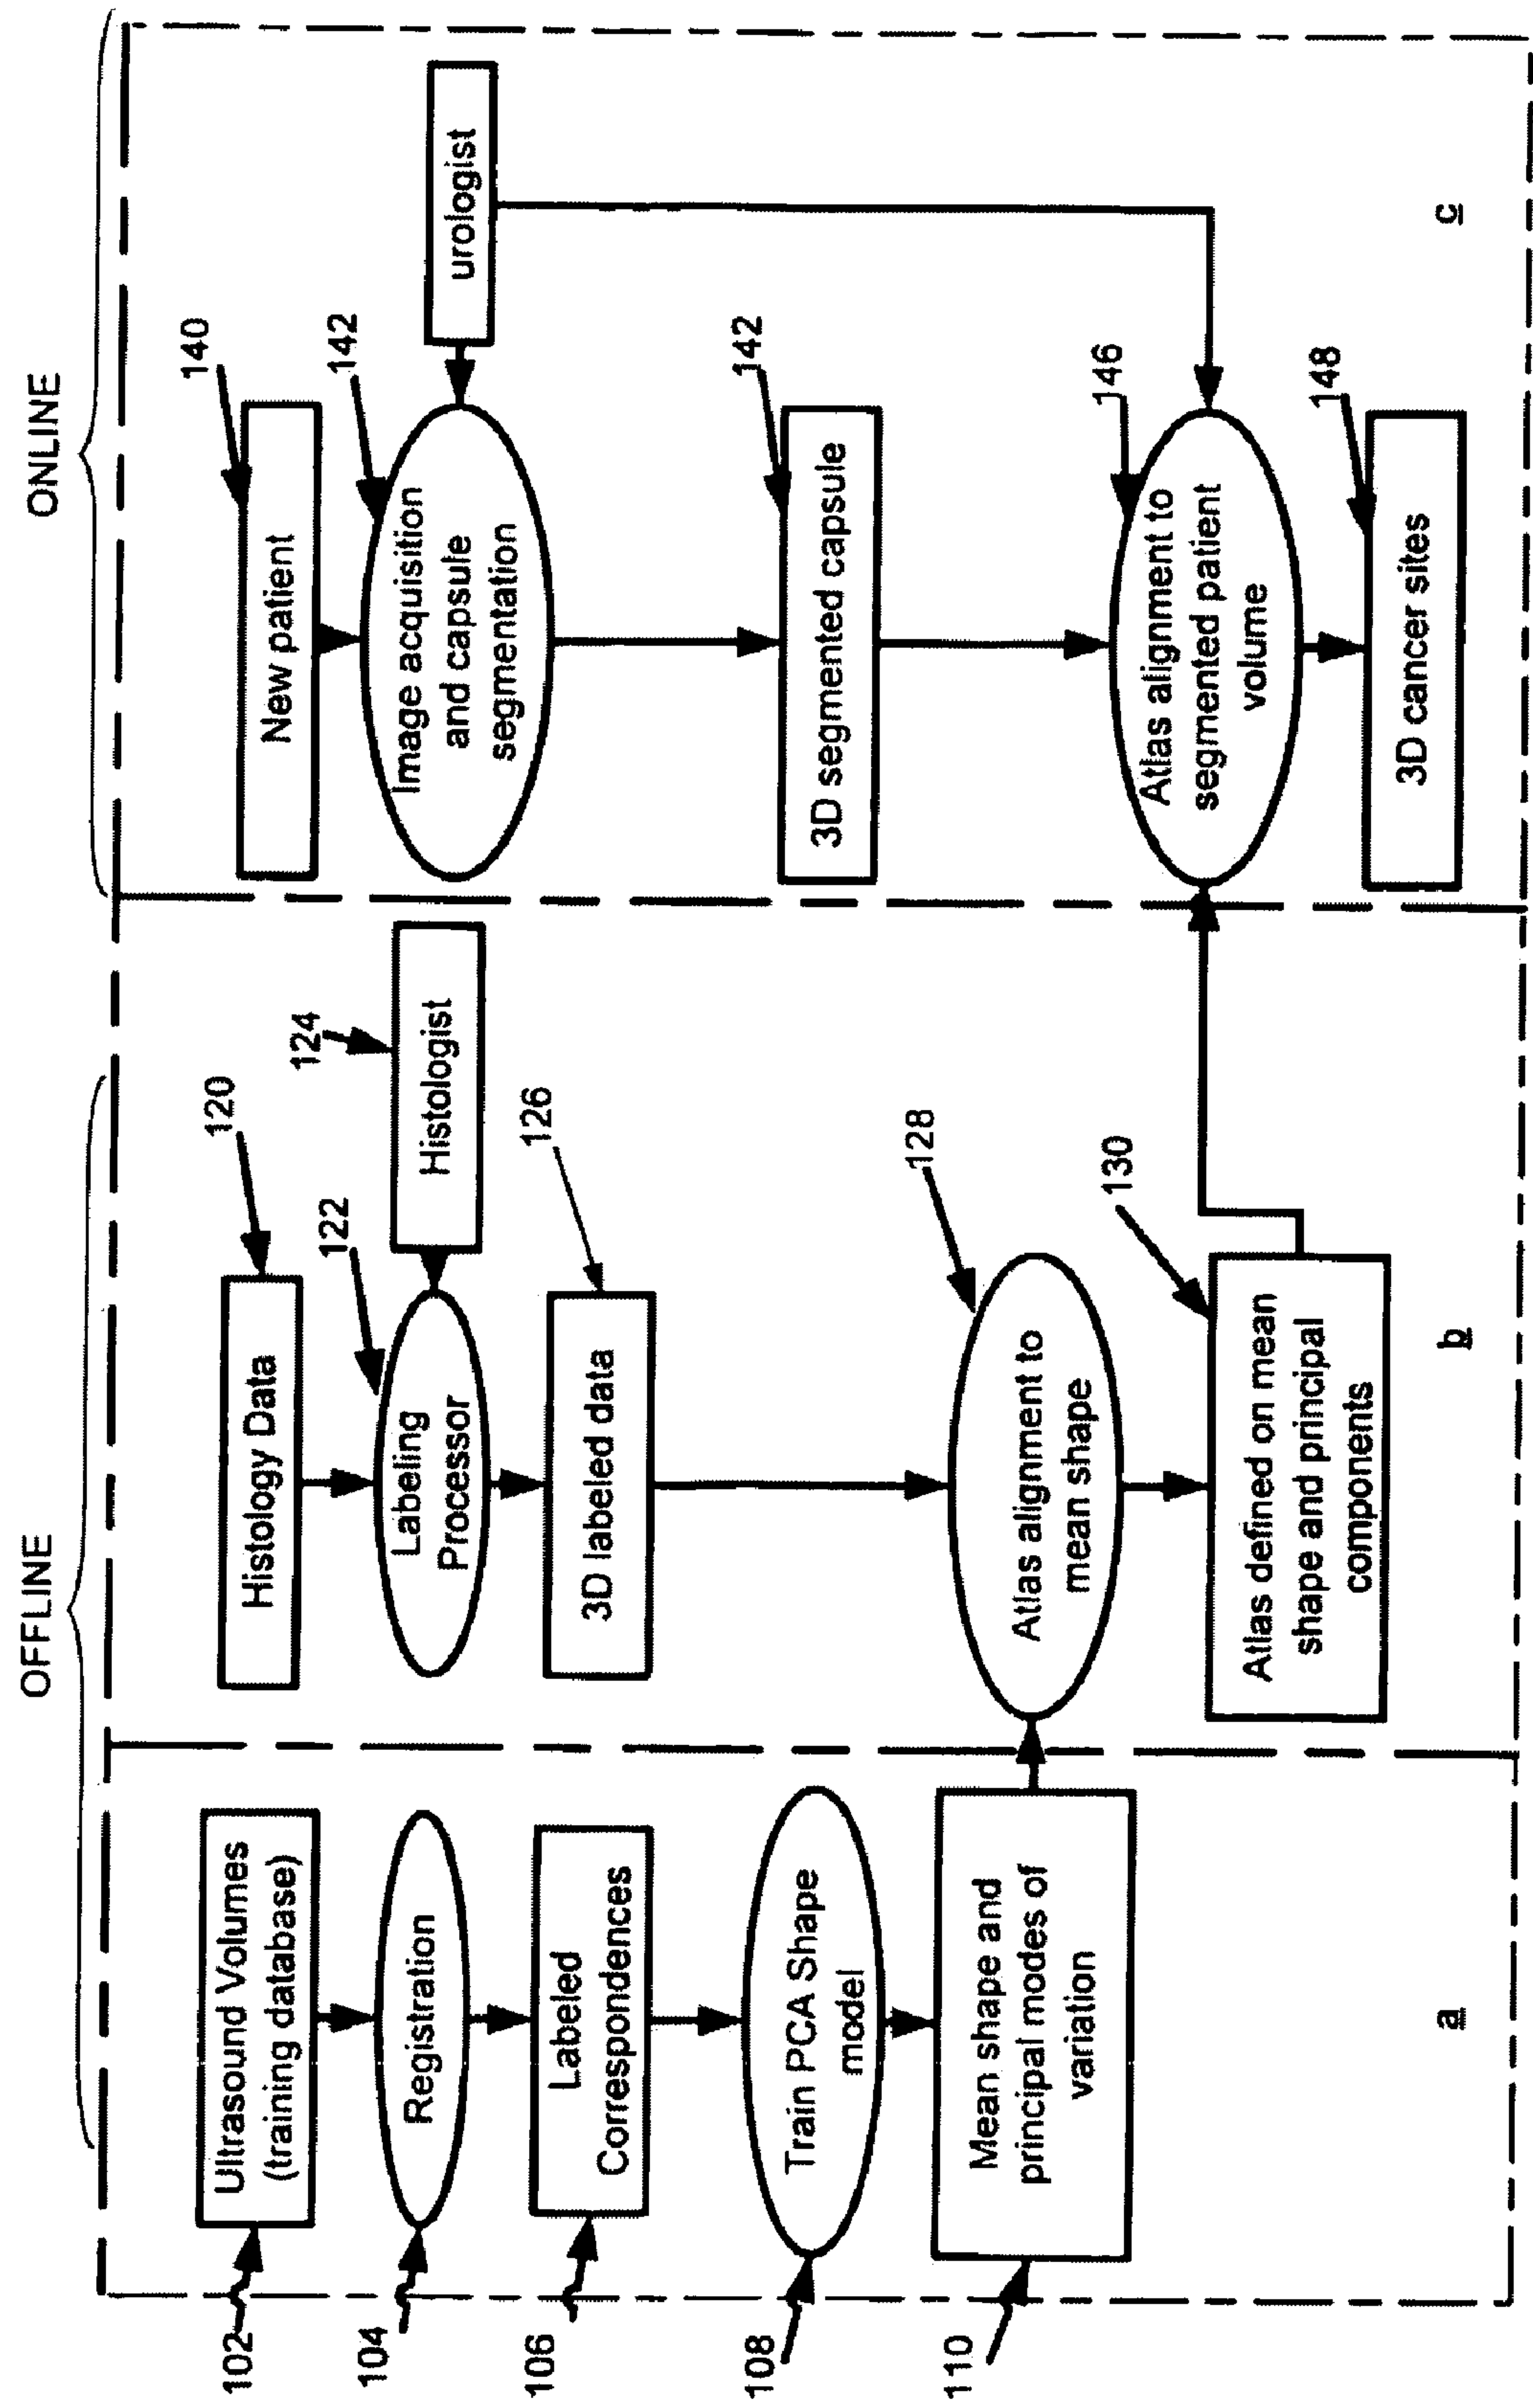 OFFLINE
ONLINE
102
Ultrasound Volumes
(training database)
104
Registration
106
Labeled
Correspondences
108
Train PCA Shape
model
110
Mean shape and
principal modes of
variation
a
120
Histology Data
122
Labeling
Processor
124
Histologist
126
3D labeled data
128
Atlas alignment to
mean shape
130
Atlas defined on mean
shape and principal
components
b
140
New patient
142
Image acquisition
and capsule
segmentation
urologist
142
3D segmented capsule
146
Atlas alignment to
segmented patient
volume
148
3D cancer sites
c